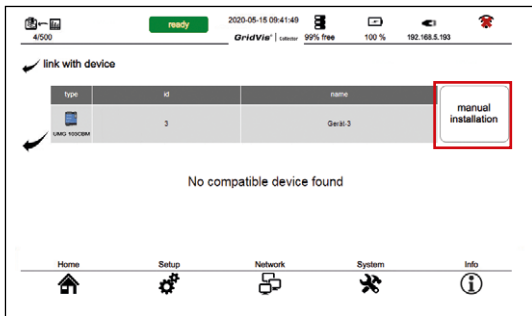 4/500
ready
2020-05-15 09:41:49
GridVis® | Collector
99% free
100 %
192.168.5.193
link with device
type id name
UMG 103CBM 3 Gerät-3
manual
installation
No compatible device found
Home Setup Network System Info